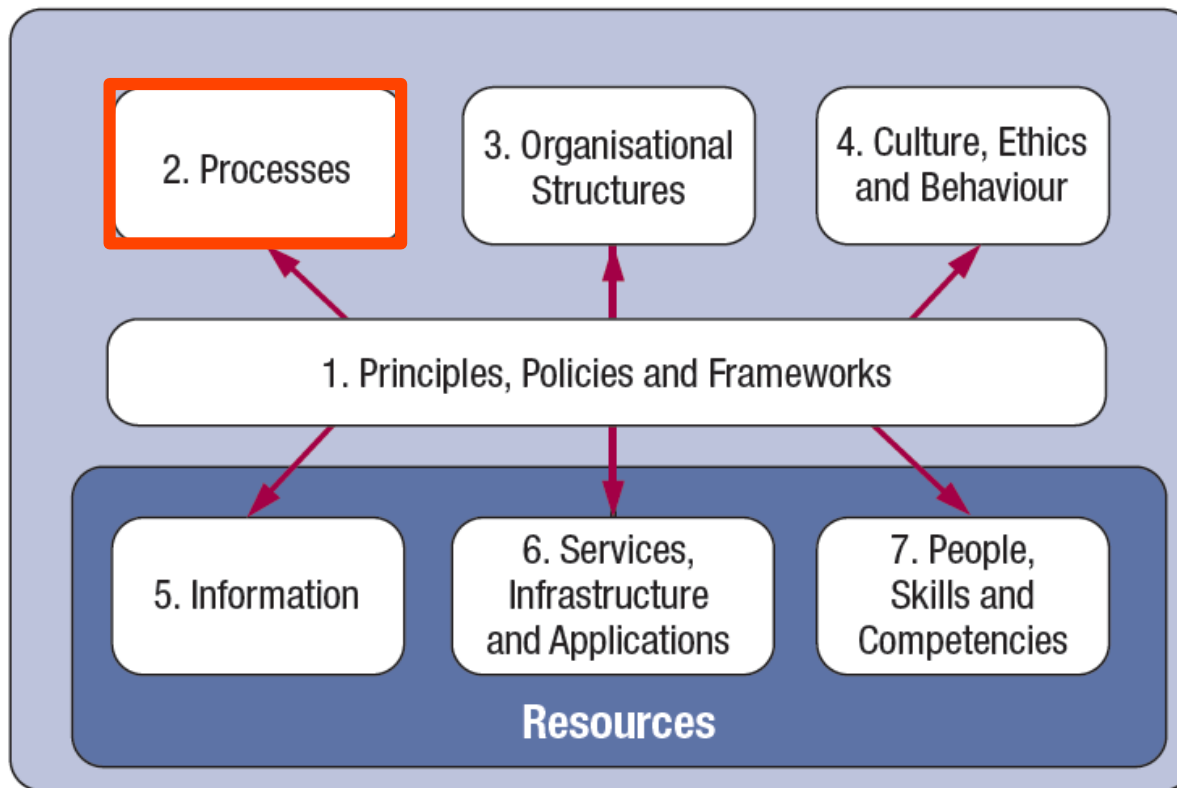 2. Processes
3. Organisational
Structures
4. Culture, Ethics
and Behaviour
1. Principles, Policies and Frameworks
5. Information
6. Services,
Infrastructure
and Applications
7. People,
Skills and
Competencies
Resources